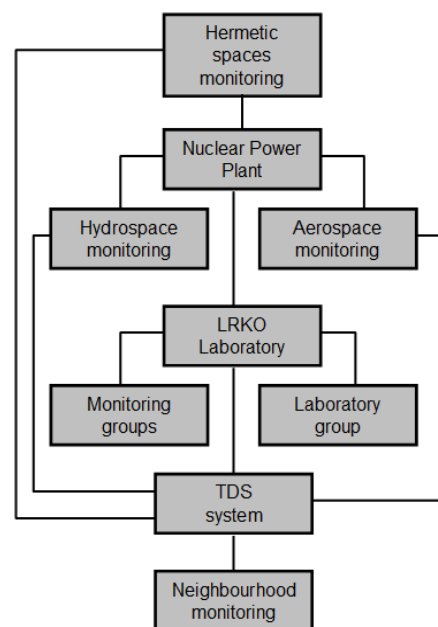 Hermetic
spaces
monitoring
Nuclear Power
Plant
Hydrospace
monitoring
Aerospace
monitoring
LRKO
Laboratory
Monitoring
groups
Laboratory
group
TDS
system
Neighbourhood
monitoring